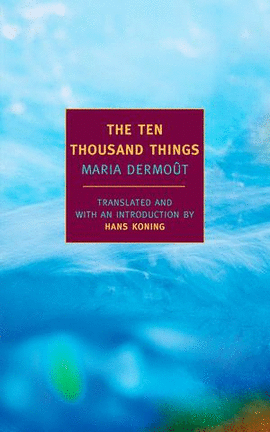 THE TEN
THOUSAND THINGS
MARIA DERMOÛT
TRANSLATED AND
WITH AN INTRODUCTION BY
HANS KONING